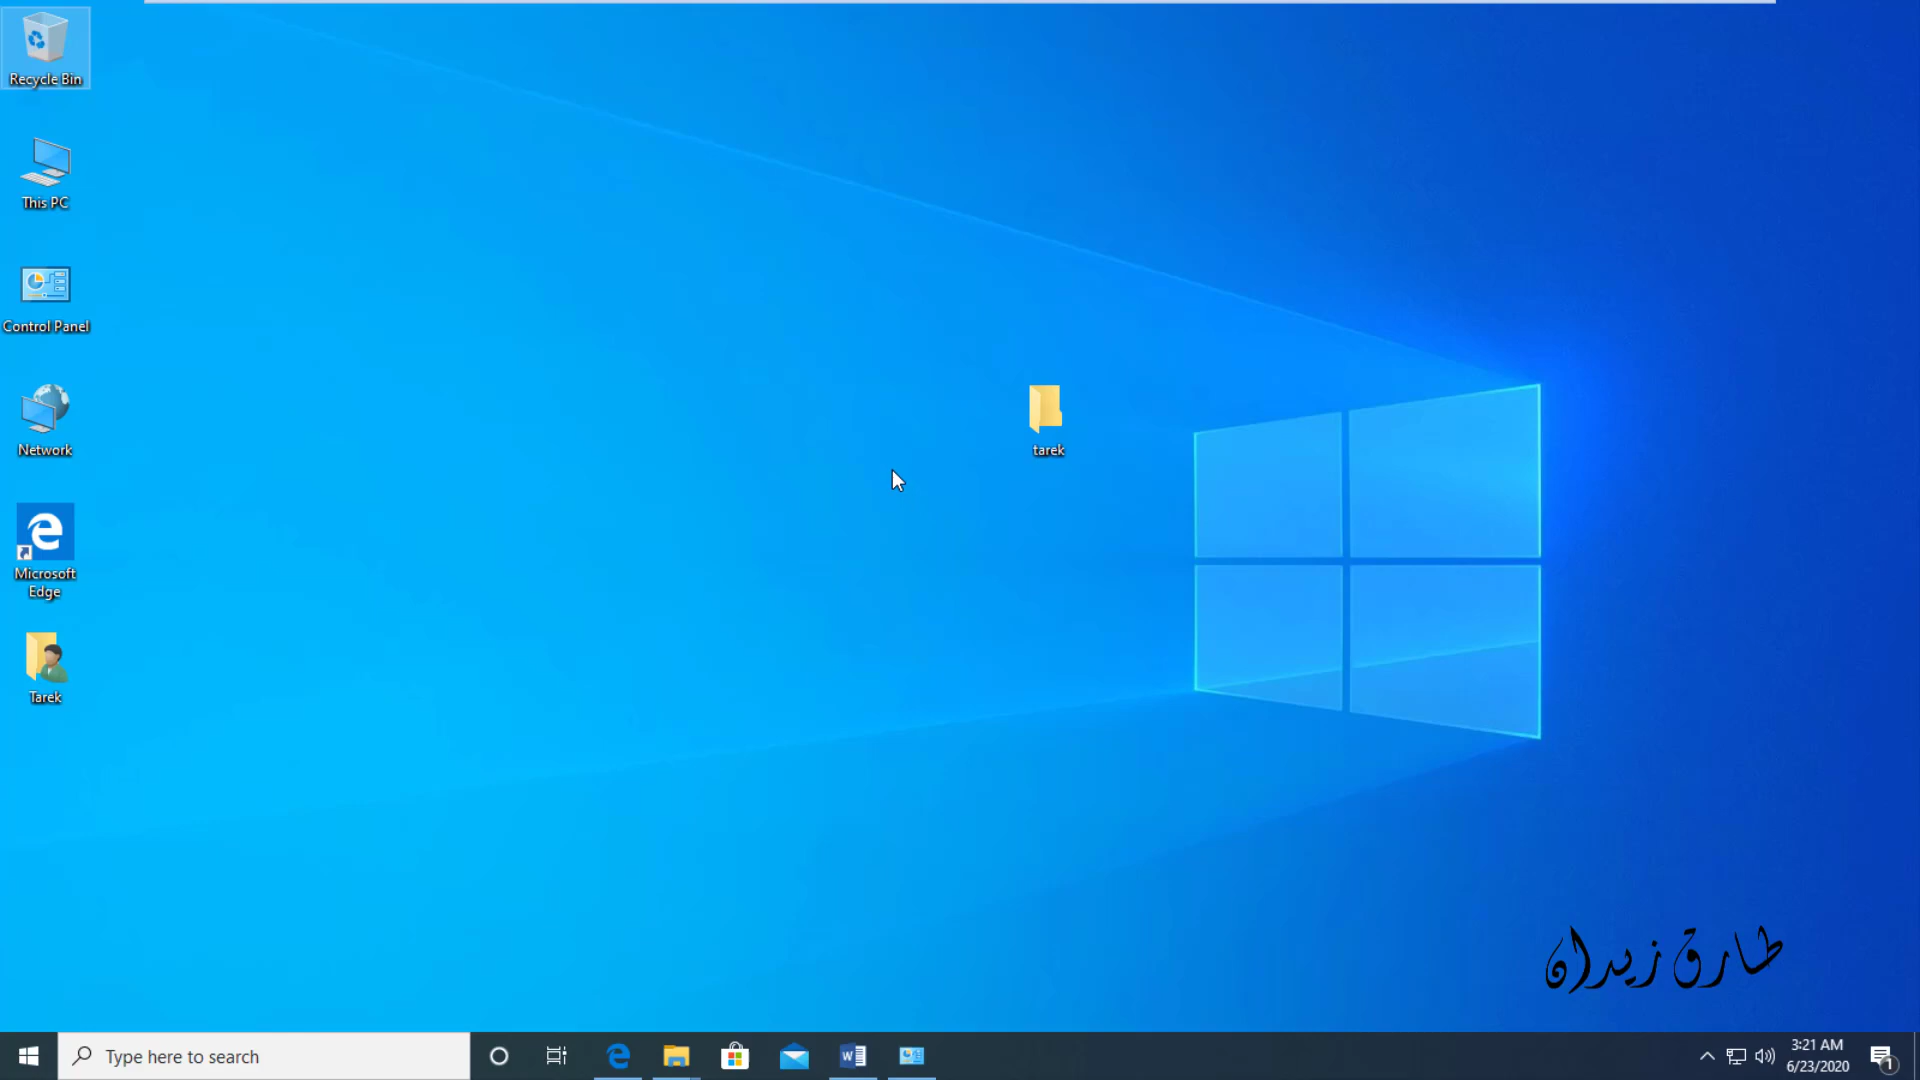 Recycle Bin
This PC
Control Panel
Network
Microsoft
Edge
Tarek
tarek
طارق زيدان
Type here to search
W
3:21 AM
6/23/2020
1